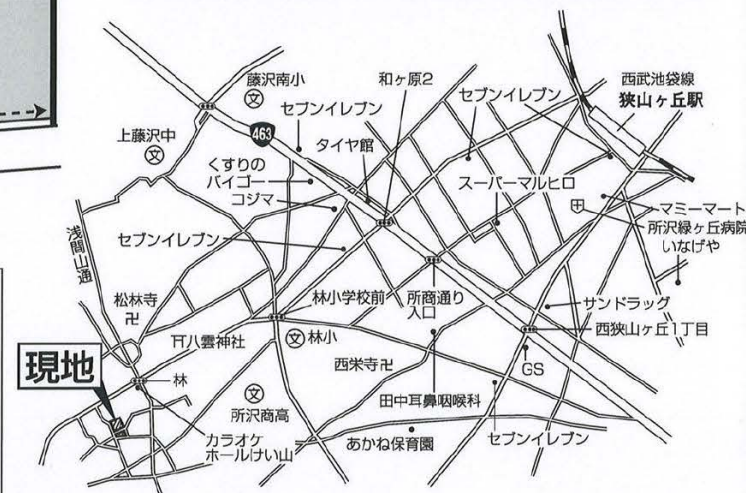 藤沢南小
文
和ヶ原2
セブンイレブン
セブンイレブン
西武池袋線
狭山ヶ丘駅
463
上藤沢中
文
タイヤ館
くすりの
バイゴー
コジマ
スーパーマルヒロ
マミーマート
所沢緑ヶ丘病院
いなげや
セブンイレブン
浅間山通
松林寺
卍
林小学校前
所商通り
入口
サンドラッグ
八雲神社
文
林小
西狭山ヶ丘1丁目
西栄寺卍
GS
現地
林
文
所沢商高
田中耳鼻咽喉科
カラオケ
ホールけい山
あかね保育園
セブンイレブン